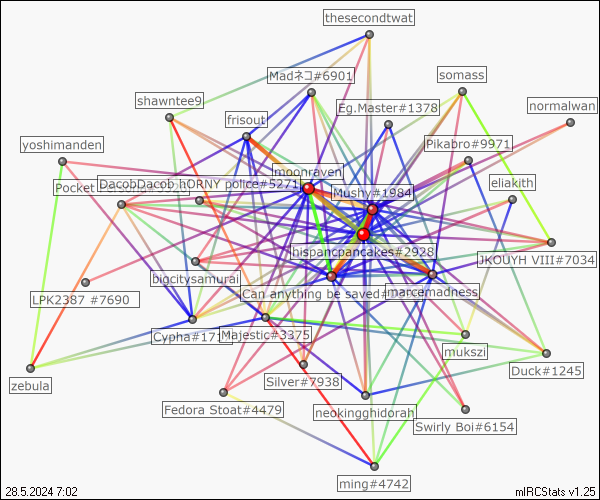 thesecondtwat
Madネコ#6901
somass
shawntee9
Eg.Master#1378
normalwan
frisout
yoshimanden
Pikabro#9971
moonraven
DacobDacob
hORNY police#5271
eliakith
Pocket
Mushy#1984
hispancpancakes#2928
JKOUYH VIII#7034
bigcitysamurai
LPK2387 #7690
Can anything be saved
marcemadness
Cypha#171
Majestic#3375
mukszi
Duck#1245
zebula
Silver#7938
Fedora Stoat#4479
neokingghidorah
Swirly Boi#6154
ming#4742
28.5.2024 7:02
mIRCStats v1.25